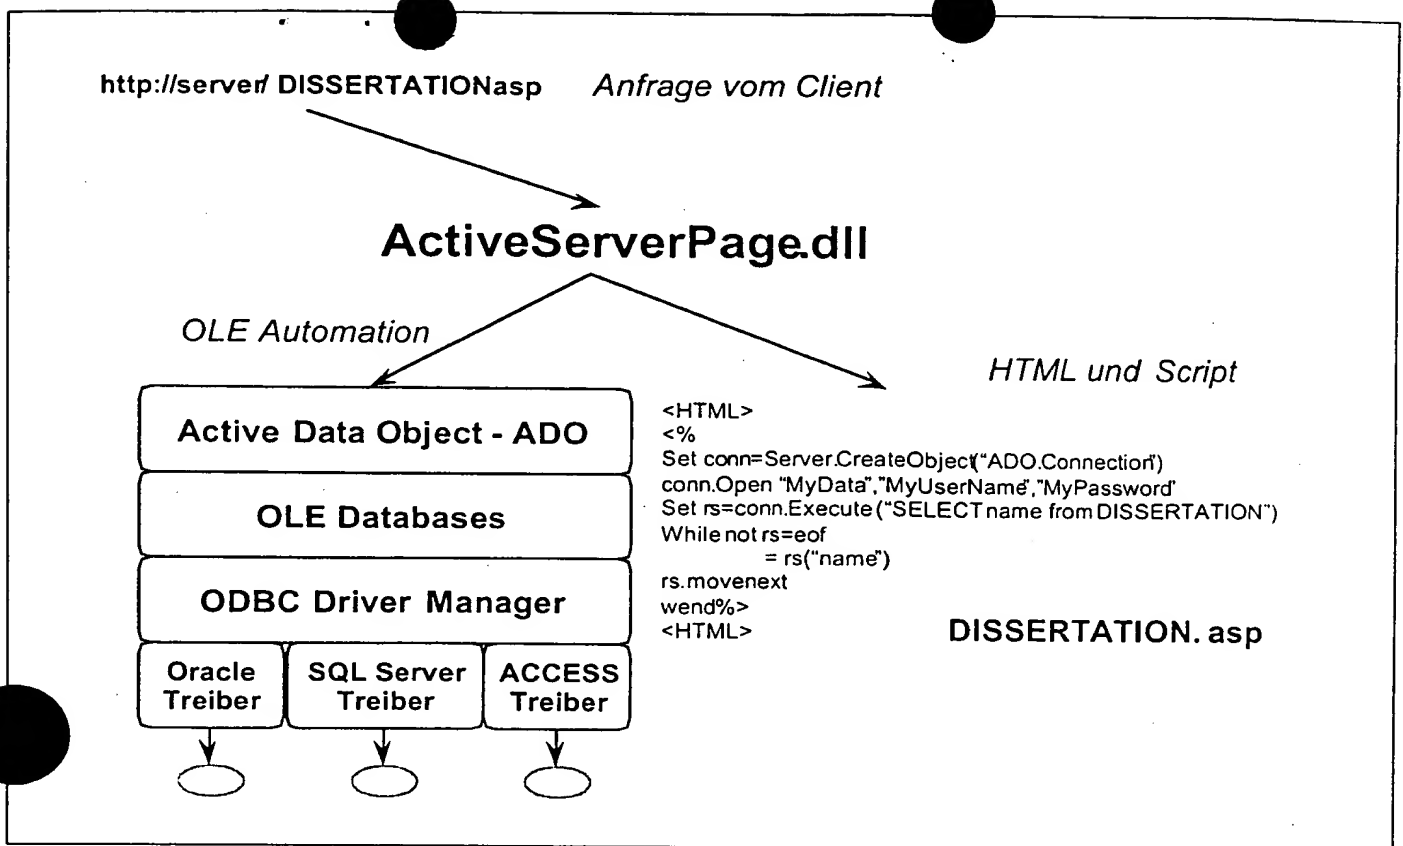 http://server/ DISSERTATIONasp Anfrage vom Client
ActiveServerPage.dll
OLE Automation
HTML und Script
Active Data Object - ADO
OLE Databases
ODBC Driver Manager
Oracle Treiber
SQL Server Treiber
ACCESS Treiber
<HTML>
<%
Set conn=Server.CreateObject("ADO.Connection")
conn.Open "MyData","MyUserName","MyPassword"
Set rs=conn.Execute("SELECT name from DISSERTATION")
While not rs=eof
= rs("name")
rs.movenext
wend%>
<HTML>
DISSERTATION. asp